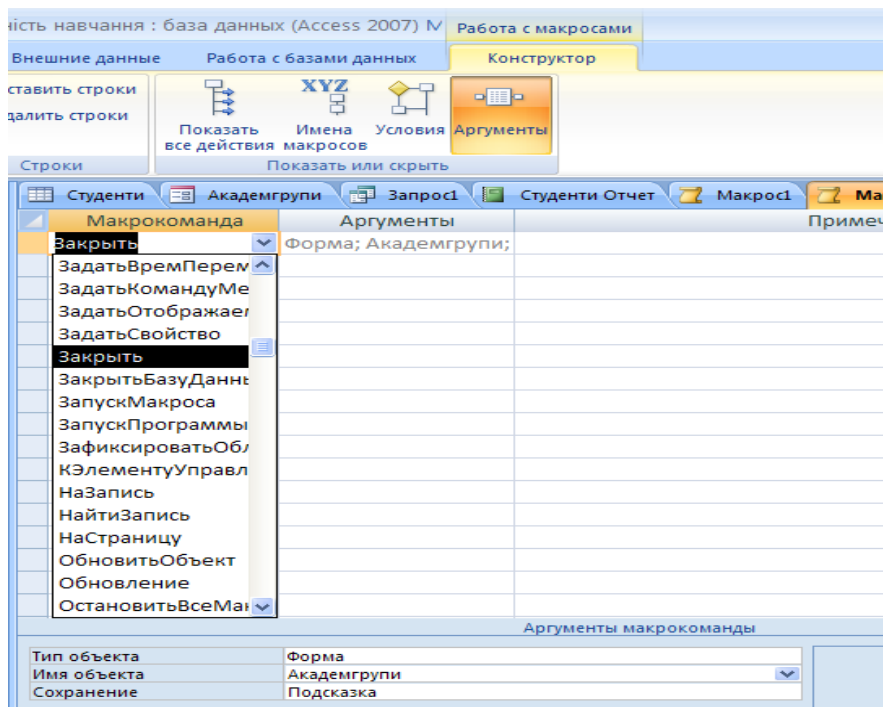 ність навчання : база данных (Access 2007) М
Работа с макросами
Внешние данные
Работа с базами данных
Конструктор
ставить строки
далить строки
Показать все действия
XYZ
Имена макросов
Условия
Аргументы
Строки
Показать или скрыть
Студенти
Академгрупи
Запрос1
Студенти Отчет
Макрос1
Ма
Макрокоманда
Аргументы
Примеч
Закрыть
Форма; Академгрупи;
ЗадатьВремПерем
ЗадатьКомандуМе
ЗадатьОтображаем
ЗадатьСвойство
Закрыть
ЗакрытьБазуДанны
ЗапускМакроса
ЗапускПрограммы
ЗафиксироватьОбл
КЭлементуУправл
НаЗапись
НайтиЗапись
НаСтраницу
ОбновитьОбъект
Обновление
ОстановитьВсеМак
Аргументы макрокоманды
Тип объекта
Форма
Имя объекта
Академгрупи
Сохранение
Подсказка